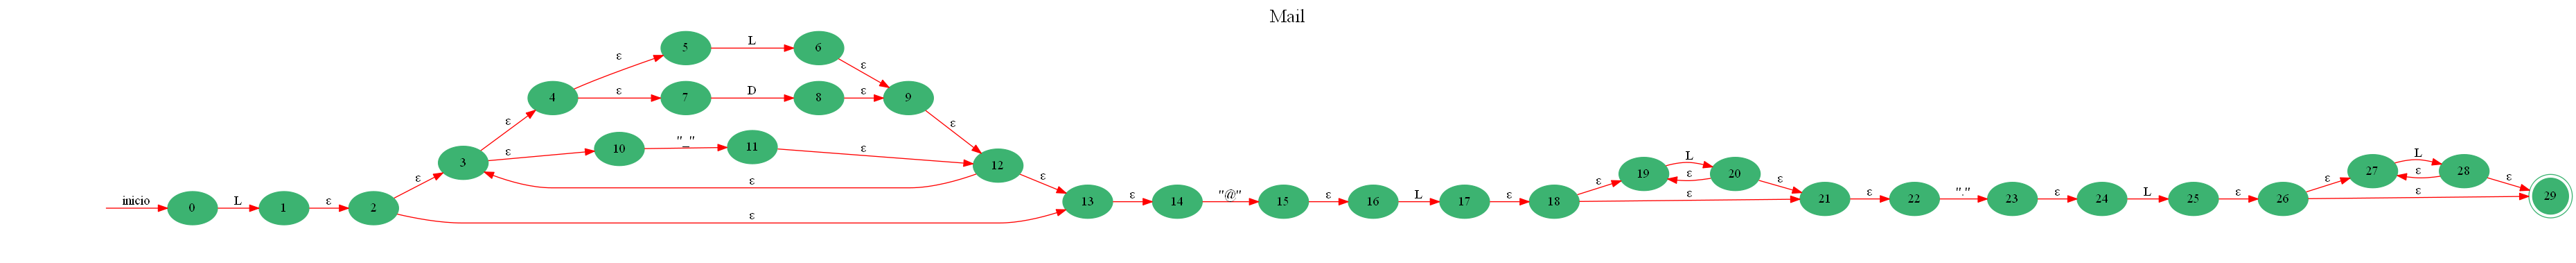 Mail
5 L 6
ε ε
4 ε 7 D 8 ε 9
ε ε
3 ε 10 "_" 11 ε 12
ε ε ε
inicio 0 L 1 ε 2 ε 13 ε 14 "@" 15 ε 16 L 17 ε 18 ε 19 L ε 20 ε ε 21 ε 22 "." 23 ε 24 L 25 ε 26 ε 27 L ε 28 ε ε 29